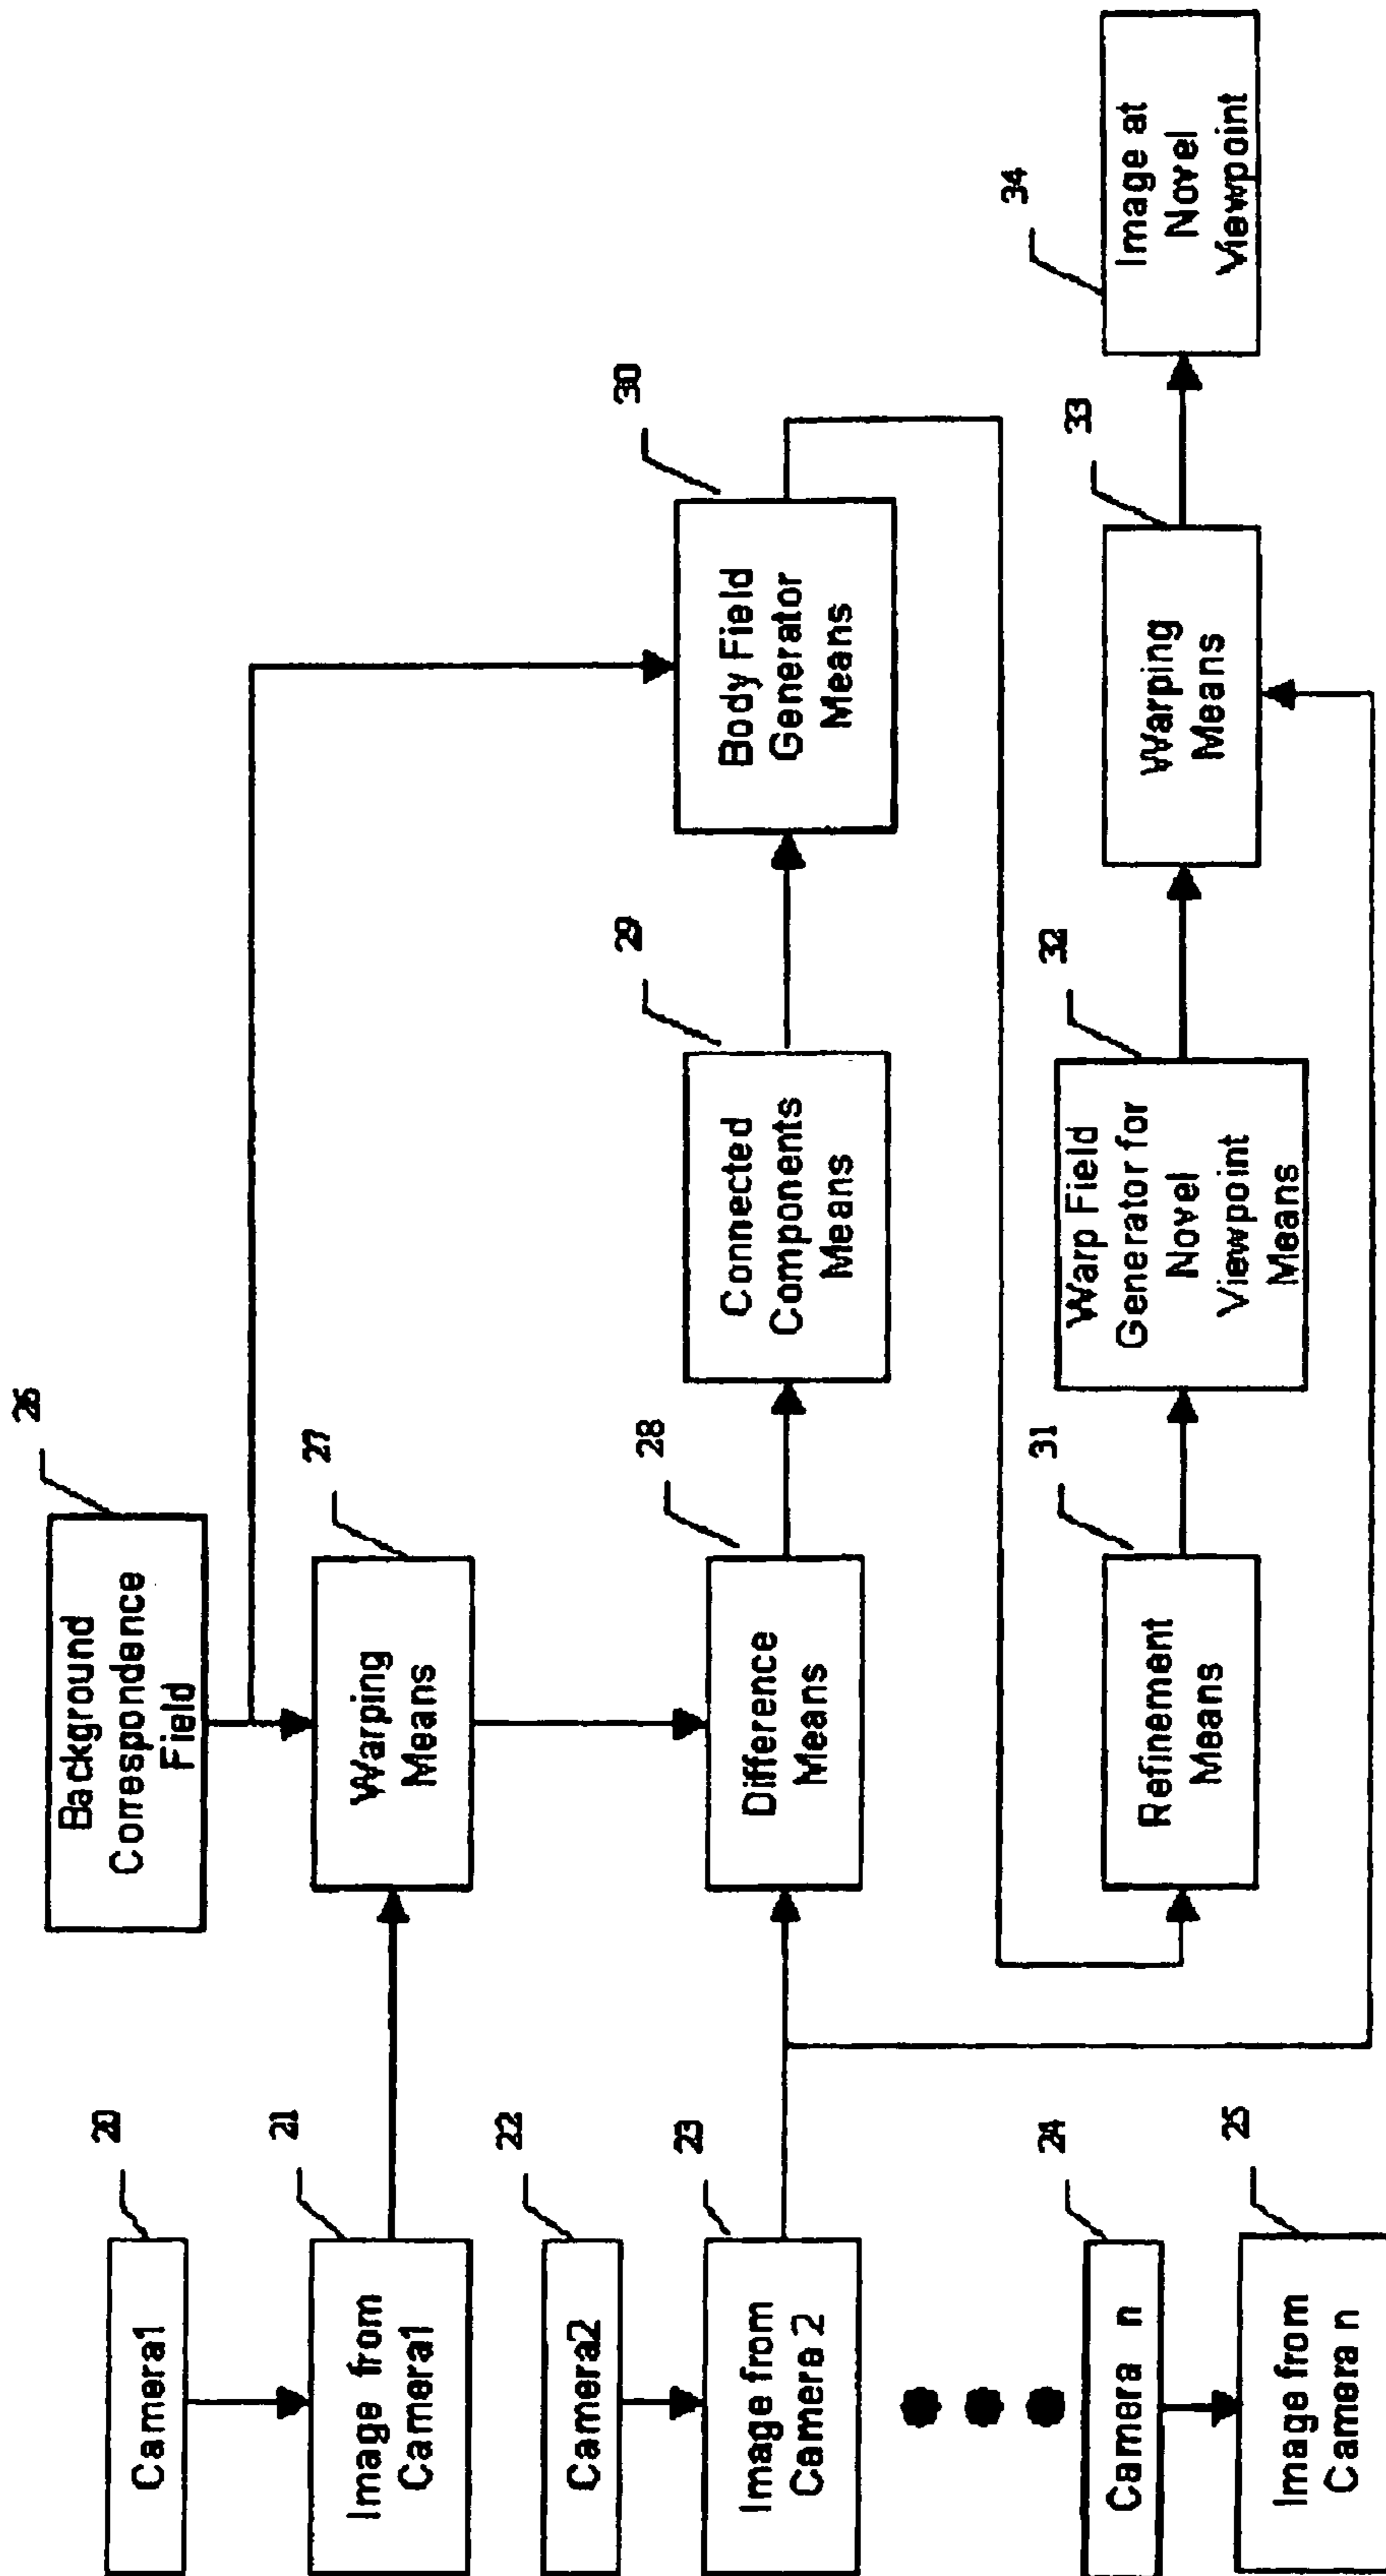 20
Camera1
21
Image from
Camera1
22
Camera2
23
Image from
Camera 2
24
Camera n
25
Image from
Camera n
26
Background
Correspondence
Field
27
Warping
Means
28
Difference
Means
29
Connected
Components
Means
30
Body Field
Generator
Means
31
Refinement
Means
32
Warp Field
Generator for
Novel
Viewpoint
Means
33
Warping
Means
34
Image at
Novel
Viewpoint